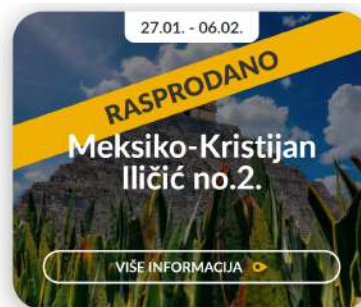 27.01. - 06.02.
RASPRODANO
Meksiko-Kristijan
Iličić no.2.
VIŠE INFORMACIJA